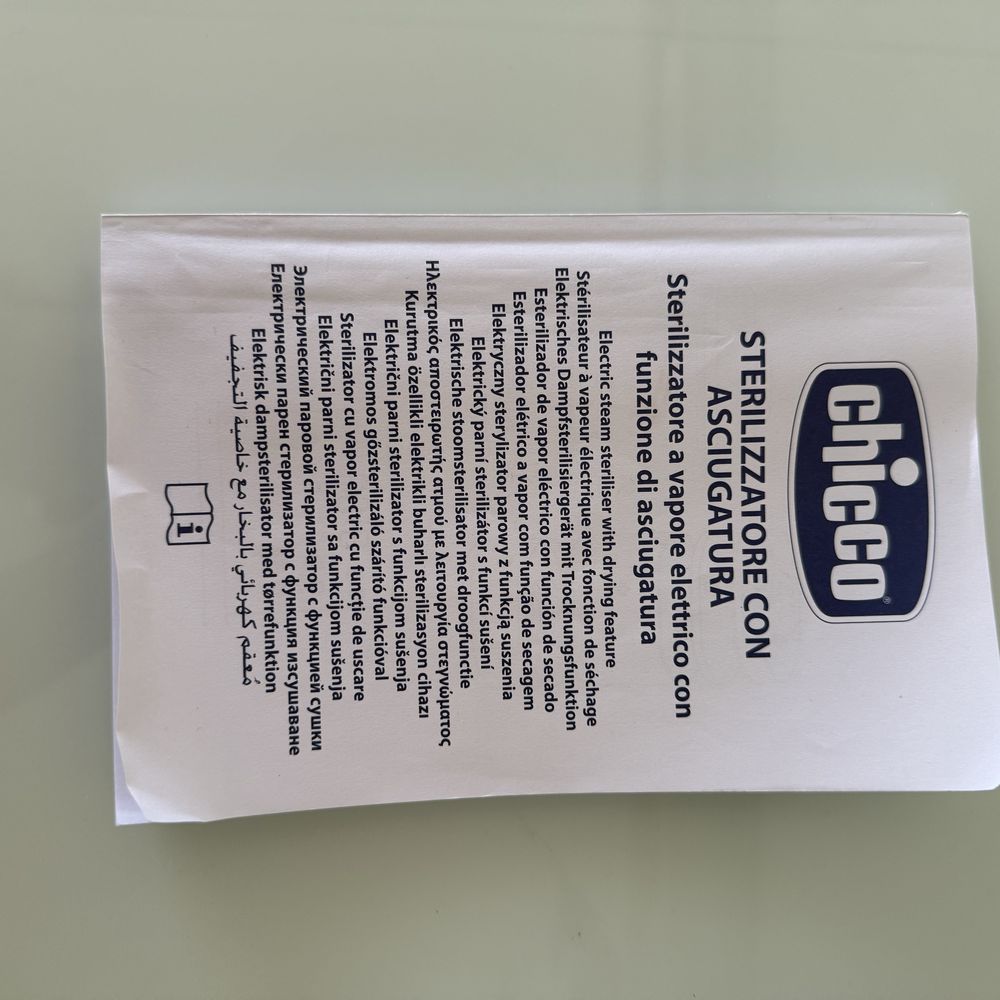 chicco®
STERILIZZATORE CON
ASCIUGATURA
Sterilizzatore a vapore elettrico con
funzione di asciugatura
Electric steam steriliser with drying feature
Stérilisateur à vapeur électrique avec fonction de séchage
Elektrisches Dampfsterilisiergerät mit Trocknungsfunktion
Esterilizador de vapor eléctrico con función de secado
Esterilizador elétrico a vapor com função de secagem
Elektryczny sterylizator parowy z funkcją suszenia
Elektrický parní sterilizátor s funkcí sušení
Elektrische stoomsterilisator met droogfunctie
Ηλεκτρικός αποστειρωτής ατμού με λειτουργία στεγνώματος
Kurutma özellikli elektrikli buharlı sterilizasyon cihazı
Električni parni sterilizator s funkcijom sušenja
Elektromos gőzsterilizáló szárító funkcióval
Sterilizator cu vapor electric cu funcție de uscare
Električni parni sterilizator sa funkcijom sušenja
Электрический паровой стерилизатор с функцией сушки
Електрически парен стерилизатор с функция изсушаване
Elektrisk dampsterilisator med tørrefunktion
مُعقم كهربائي بالبخار مع خاصية التجفيف
i